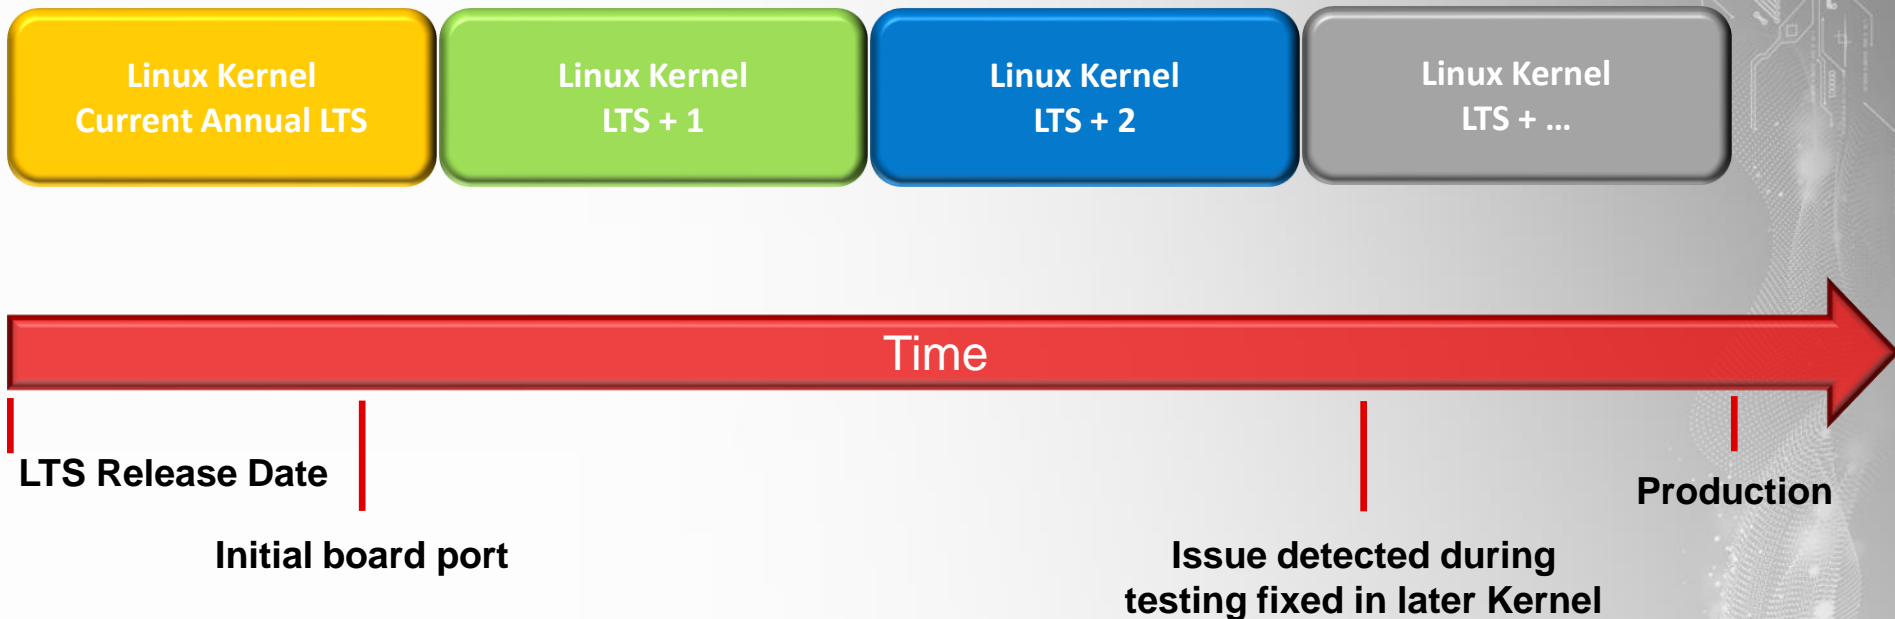 Linux Kernel
Current Annual LTS
Linux Kernel
LTS + 1
Linux Kernel
LTS + 2
Linux Kernel
LTS + …
Time
LTS Release Date
Initial board port
Issue detected during
testing fixed in later Kernel
Production